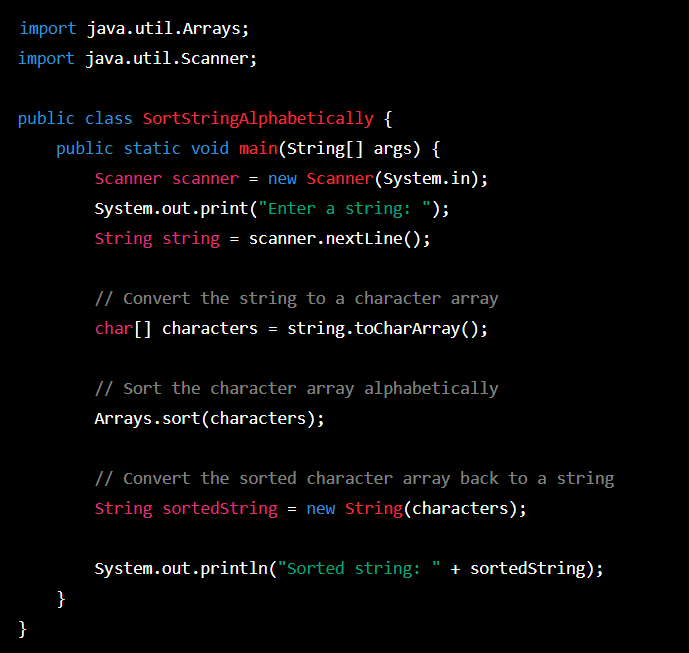 import java.util.Arrays;
import java.util.Scanner;

public class SortStringAlphabetically {
    public static void main(String[] args) {
        Scanner scanner = new Scanner(System.in);
        System.out.print("Enter a string: ");
        String string = scanner.nextLine();

        // Convert the string to a character array
        char[] characters = string.toCharArray();

        // Sort the character array alphabetically
        Arrays.sort(characters);

        // Convert the sorted character array back to a string
        String sortedString = new String(characters);

        System.out.println("Sorted string: " + sortedString);
    }
}